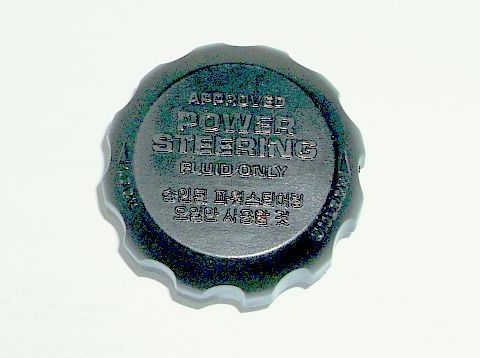 APPROVED
POWER
STEERING
FLUID ONLY
승인된 파워스티어링
오일만 사용할 것